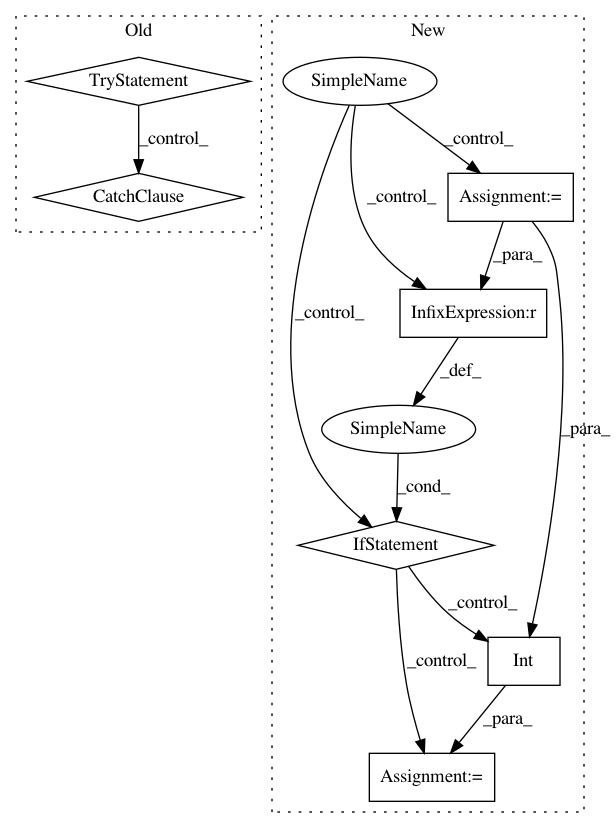 Old
New
TryStatement
SimpleName
_control_
_control_
CatchClause
Assignment:=
_control_
_para_
_control_
InfixExpression:r
_def_
SimpleName
_para_
_cond_
IfStatement
_control_
_control_
Int
_para_
Assignment:=